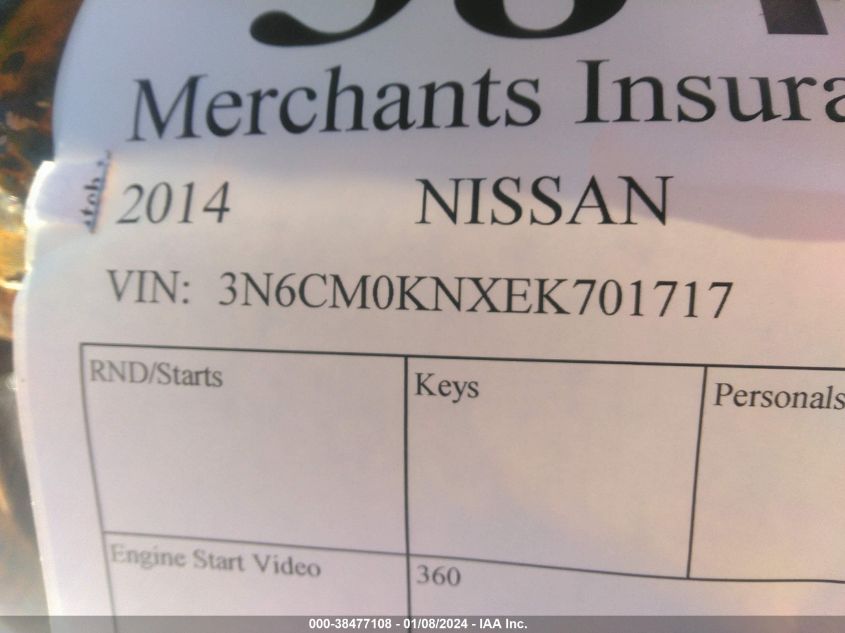 Merchants Insura
2014 NISSAN
VIN: 3N6CM0KNXEK701717
RND/Starts Keys Personals
Engine Start Video 360
000-38477108 - 01/08/2024 - IAA Inc.